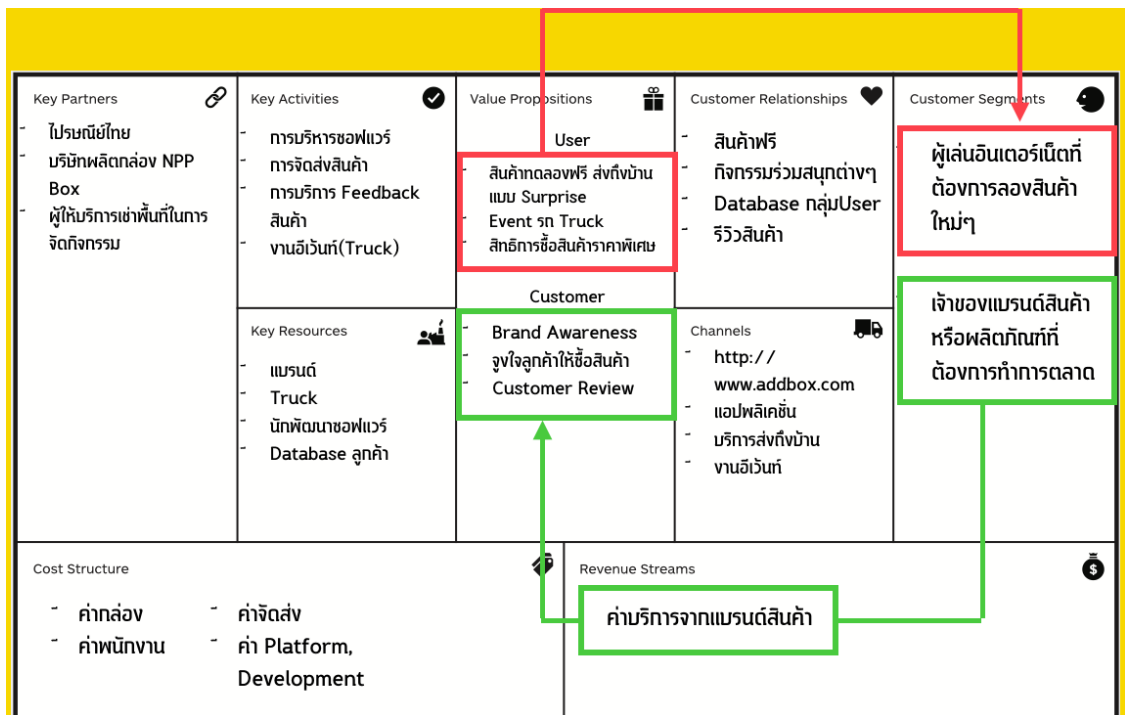 Key Partners
- ไปรษณีย์ไทย
- บริษัทผลิตกล่อง NPP
Box
- ผู้ให้บริการเช่าพื้นที่ในการ
จัดกิจกรรม
Key Activities
- การบริหารซอฟแวร์
- การจัดส่งสินค้า
- การบริการ Feedback
สินค้า
- งานอีเว้นท์(Truck)
Key Resources
- แบรนด์
- Truck
- นักพัฒนาซอฟแวร์
- Database ลูกค้า
Value Propositions
User
- สินค้าทดลองฟรี ส่งถึงบ้าน
แบบ Surprise
- Event รถ Truck
- สิทธิการซื้อสินค้าราคาพิเศษ
Customer
- Brand Awareness
- จูงใจลูกค้าให้ซื้อสินค้า
- Customer Review
Customer Relationships
- สินค้าฟรี
- กิจกรรมร่วมสนุกต่างๆ
- Database กลุ่มUser
- รีวิวสินค้า
Channels
- http://
www.addbox.com
- แอปพลิเคชั่น
- บริการส่งถึงบ้าน
- งานอีเว้นท์
Customer Segments
ผู้เล่นอินเตอร์เน็ตที่
ต้องการลองสินค้า
ใหม่ๆ
เจ้าของแบรนด์สินค้า
หรือผลิตภัณฑ์ที่
ต้องการทำการตลาด
Cost Structure
- ค่ากล่อง
- ค่าพนักงาน
- ค่าจัดส่ง
- ค่า Platform,
Development
Revenue Streams
ค่าบริการจากแบรนด์สินค้า